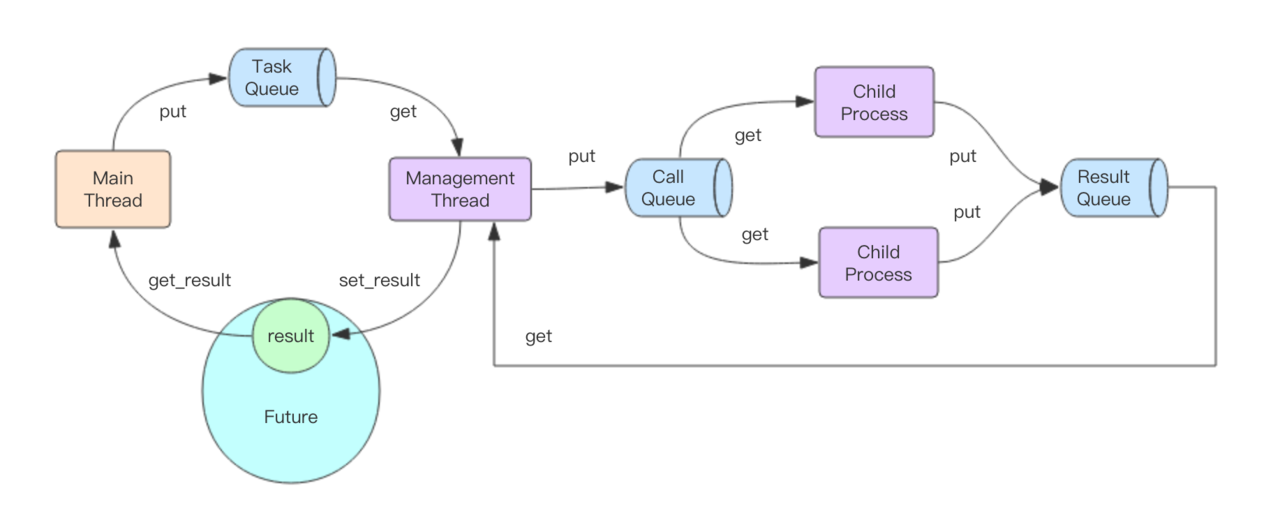 Task
Queue
put
get
Main
Thread
Management
Thread
put
Call
Queue
get
Child
Process
put
get
Child
Process
put
Result
Queue
get_result
set_result
result
get
Future